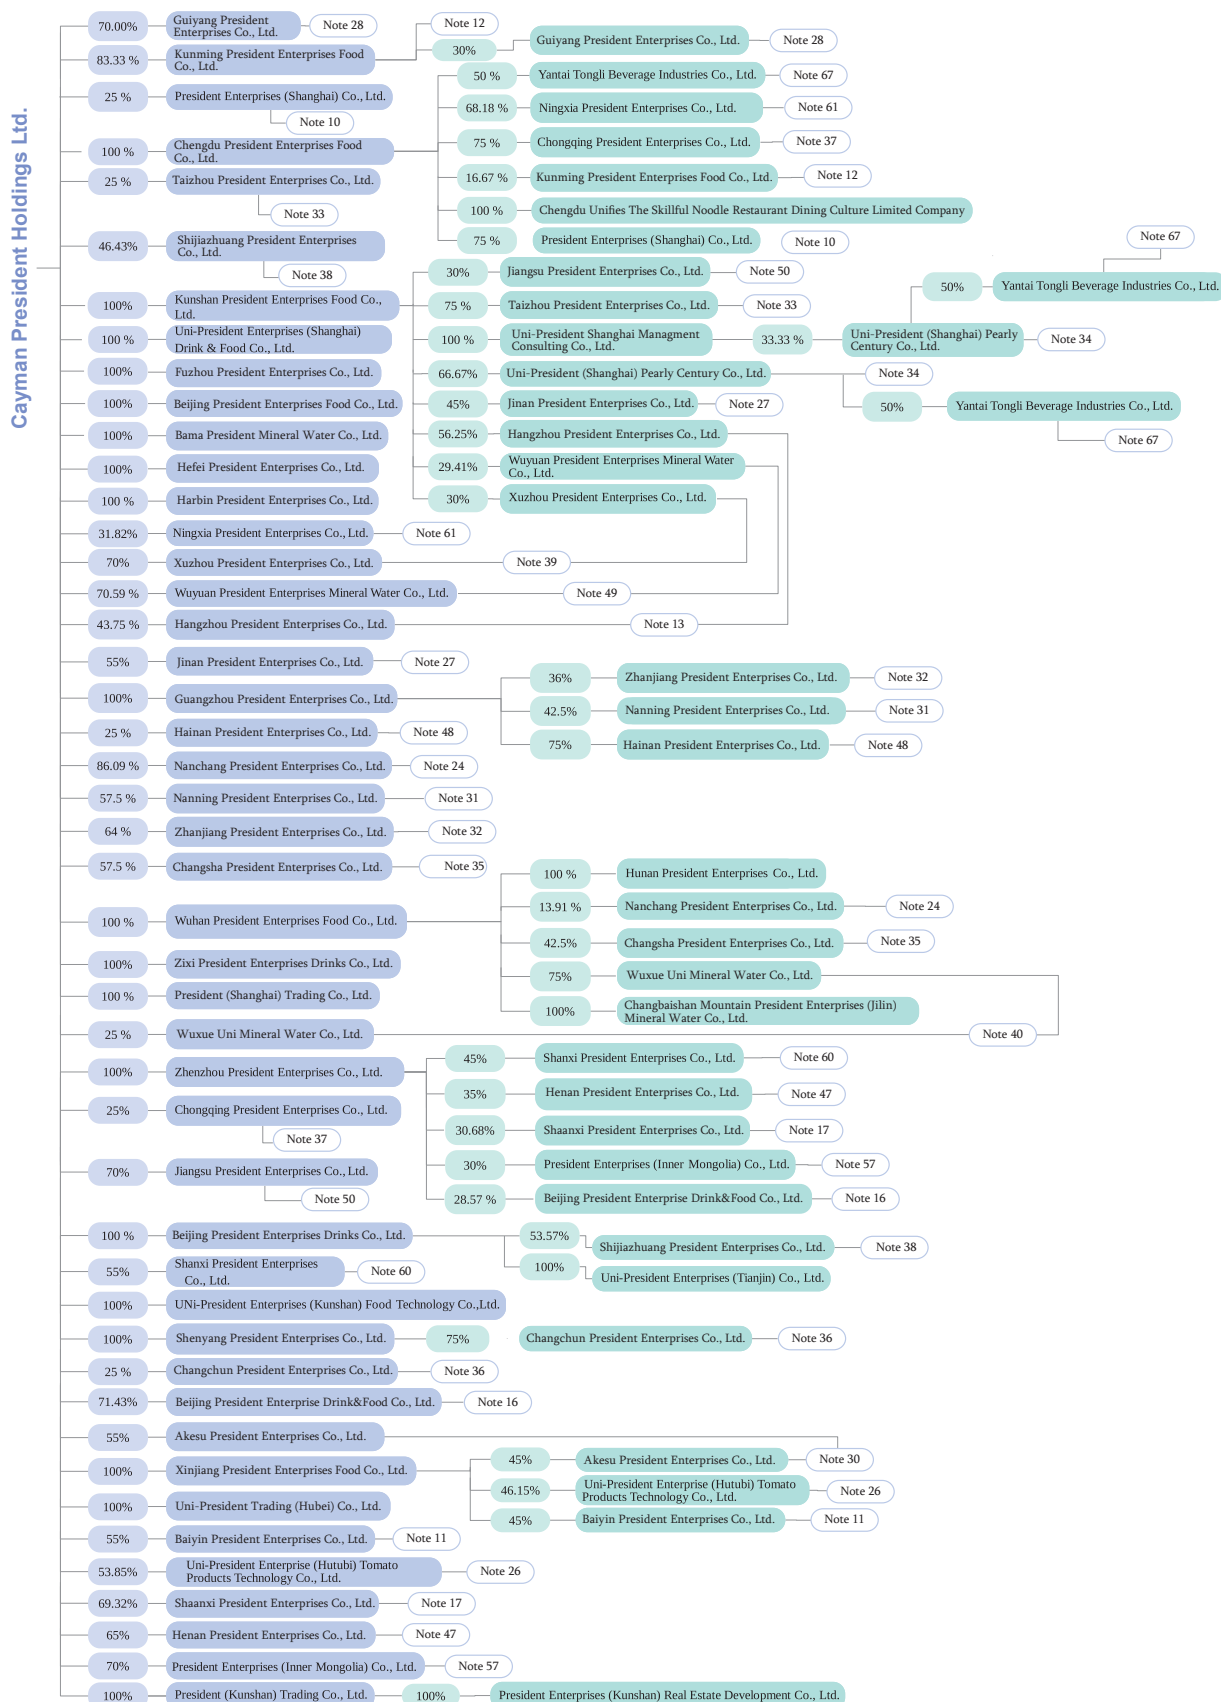 Cayman President Holdings Ltd.
70.00%
Guiyang President
Enterprises Co., Ltd.
Note 28
Note 12
83.33 %
Kunming President Enterprises Food
Co., Ltd.
30%
Guiyang President Enterprises Co., Ltd.
Note 28
50 %
Yantai Tongli Beverage Industries Co., Ltd.
Note 67
25 %
President Enterprises (Shanghai) Co., Ltd.
Note 10
68.18 %
Ningxia President Enterprises Co., Ltd.
Note 61
100 %
Chengdu President Enterprises Food
Co., Ltd.
75 %
Chongqing President Enterprises Co., Ltd.
Note 37
25 %
Taizhou President Enterprises Co., Ltd.
Note 33
16.67 %
Kunming President Enterprises Food Co., Ltd.
Note 12
100 %
Chengdu Unifies The Skillful Noodle Restaurant Dining Culture Limited Company
46.43%
Shijiazhuang President Enterprises
Co., Ltd.
Note 38
75 %
President Enterprises (Shanghai) Co., Ltd.
Note 10
Note 67
30%
Jiangsu President Enterprises Co., Ltd.
Note 50
50%
Yantai Tongli Beverage Industries Co., Ltd.
100%
Kunshan President Enterprises Food Co.,
Ltd.
75 %
Taizhou President Enterprises Co., Ltd.
Note 33
100 %
Uni-President Enterprises (Shanghai)
Drink & Food Co., Ltd.
100 %
Uni-President Shanghai Managment
Consulting Co., Ltd.
33.33 %
Uni-President (Shanghai) Pearly
Century Co., Ltd.
Note 34
100%
Fuzhou President Enterprises Co., Ltd.
66.67%
Uni-President (Shanghai) Pearly Century Co., Ltd.
Note 34
100%
Beijing President Enterprises Food Co., Ltd.
45%
Jinan President Enterprises Co., Ltd.
Note 27
50%
Yantai Tongli Beverage Industries Co., Ltd.
Note 67
100%
Bama President Mineral Water Co., Ltd.
56.25%
Hangzhou President Enterprises Co., Ltd.
100%
Hefei President Enterprises Co., Ltd.
29.41%
Wuyuan President Enterprises Mineral Water
Co., Ltd.
100 %
Harbin President Enterprises Co., Ltd.
30%
Xuzhou President Enterprises Co., Ltd.
31.82%
Ningxia President Enterprises Co., Ltd.
Note 61
70%
Xuzhou President Enterprises Co., Ltd.
Note 39
70.59 %
Wuyuan President Enterprises Mineral Water Co., Ltd.
Note 49
43.75 %
Hangzhou President Enterprises Co., Ltd.
Note 13
55%
Jinan President Enterprises Co., Ltd.
Note 27
36%
Zhanjiang President Enterprises Co., Ltd.
Note 32
100%
Guangzhou President Enterprises Co., Ltd.
42.5%
Nanning President Enterprises Co., Ltd.
Note 31
25 %
Hainan President Enterprises Co., Ltd.
Note 48
75%
Hainan President Enterprises Co., Ltd.
Note 48
86.09 %
Nanchang President Enterprises Co., Ltd.
Note 24
57.5 %
Nanning President Enterprises Co., Ltd.
Note 31
64 %
Zhanjiang President Enterprises Co., Ltd.
Note 32
57.5 %
Changsha President Enterprises Co., Ltd.
Note 35
100 %
Hunan President Enterprises Co., Ltd.
13.91 %
Nanchang President Enterprises Co., Ltd.
Note 24
100 %
Wuhan President Enterprises Food Co., Ltd.
42.5%
Changsha President Enterprises Co., Ltd.
Note 35
100%
Zixi President Enterprises Drinks Co., Ltd.
75%
Wuxue Uni Mineral Water Co., Ltd.
100 %
President (Shanghai) Trading Co., Ltd.
100%
Changbaishan Mountain President Enterprises (Jilin)
Mineral Water Co., Ltd.
25 %
Wuxue Uni Mineral Water Co., Ltd.
Note 40
45%
Shanxi President Enterprises Co., Ltd.
Note 60
100%
Zhenzhou President Enterprises Co., Ltd.
35%
Henan President Enterprises Co., Ltd.
Note 47
25%
Chongqing President Enterprises Co., Ltd.
Note 37
30.68%
Shaanxi President Enterprises Co., Ltd.
Note 17
70%
Jiangsu President Enterprises Co., Ltd.
Note 50
30%
President Enterprises (Inner Mongolia) Co., Ltd.
Note 57
28.57 %
Beijing President Enterprise Drink&Food Co., Ltd.
Note 16
100 %
Beijing President Enterprises Drinks Co., Ltd.
53.57%
Shijiazhuang President Enterprises Co., Ltd.
Note 38
55%
Shanxi President Enterprises
Co., Ltd.
Note 60
100%
Uni-President Enterprises (Tianjin) Co., Ltd.
100%
UNi-President Enterprises (Kunshan) Food Technology Co.,Ltd.
100%
Shenyang President Enterprises Co., Ltd.
75%
Changchun President Enterprises Co., Ltd.
Note 36
25 %
Changchun President Enterprises Co., Ltd.
Note 36
71.43%
Beijing President Enterprise Drink&Food Co., Ltd.
Note 16
55%
Akesu President Enterprises Co., Ltd.
45%
Akesu President Enterprises Co., Ltd.
Note 30
100%
Xinjiang President Enterprises Food Co., Ltd.
46.15%
Uni-President Enterprise (Hutubi) Tomato
Products Technology Co., Ltd.
Note 26
100%
Uni-President Trading (Hubei) Co., Ltd.
45%
Baiyin President Enterprises Co., Ltd.
Note 11
55%
Baiyin President Enterprises Co., Ltd.
Note 11
53.85%
Uni-President Enterprise (Hutubi) Tomato
Products Technology Co., Ltd.
Note 26
69.32%
Shaanxi President Enterprises Co., Ltd.
Note 17
65%
Henan President Enterprises Co., Ltd.
Note 47
70%
President Enterprises (Inner Mongolia) Co., Ltd.
Note 57
100%
President (Kunshan) Trading Co., Ltd.
100%
President Enterprises (Kunshan) Real Estate Development Co., Ltd.